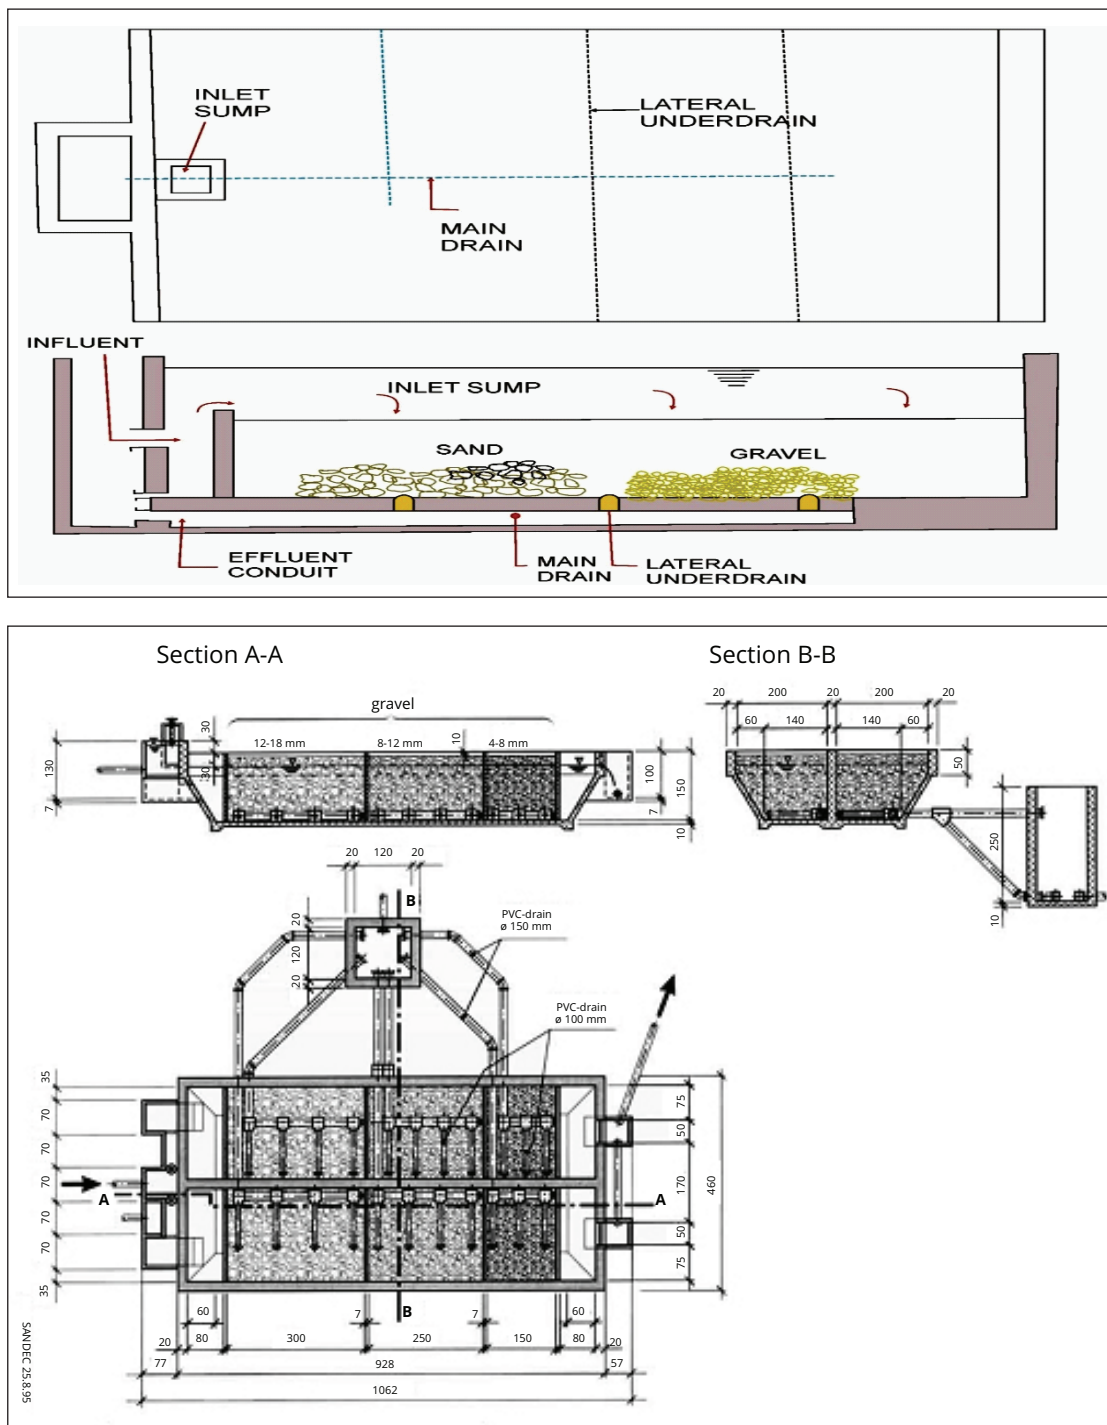 INLET
SUMP
LATERAL
UNDERDRAIN
MAIN
DRAIN
INFLUENT
INLET SUMP
SAND
GRAVEL
EFFLUENT
CONDUIT
MAIN
DRAIN
LATERAL
UNDERDRAIN
Section A-A
Section B-B
gravel
12-18 mm
8-12 mm
4-8 mm
30
10
130
30
7
100
150
7
10
20 200 20 200 20
60 140 140 60
50
250
10
20 120 20
B
20
120
20
PVC-drain
ø 150 mm
PVC-drain
ø 100 mm
35
70
70
70
70
70
35
A
A
75
50
170
50
75
460
60 7 B 7 60
20 80 300 250 150 80 20
77 928 57
1062
SANDEC 25.8.95